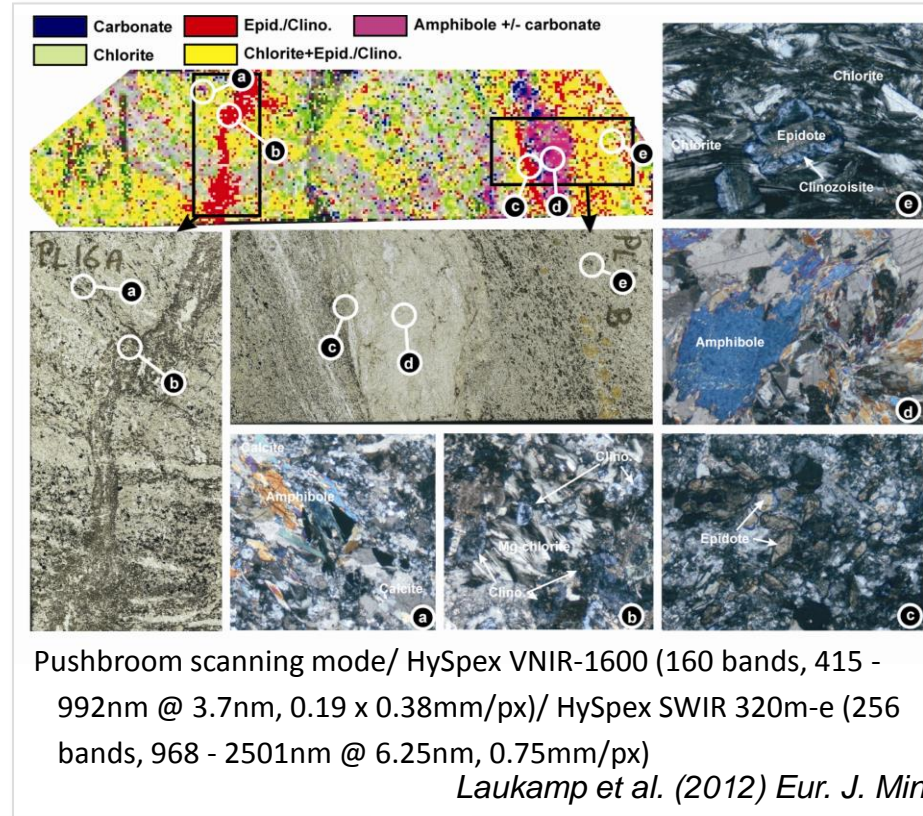 Carbonate Epid./Clino. Amphibole +/- carbonate
Chlorite Chlorite+Epid./Clino.
a
b
c
d
e
Chlorite
Epidote
Chlorite
Clinozoisite
e
PL16A
a
b
e
c
d
B
Amphibole
d
Calcite
Amphibole
Calcite
a
Clino.
Mg chlorite
Clino.
b
Epidote
c
Pushbroom scanning mode/ HySpex VNIR-1600 (160 bands, 415 -
992nm @ 3.7nm, 0.19 x 0.38mm/px)/ HySpex SWIR 320m-e (256
bands, 968 - 2501nm @ 6.25nm, 0.75mm/px)
Laukamp et al. (2012) Eur. J. Min